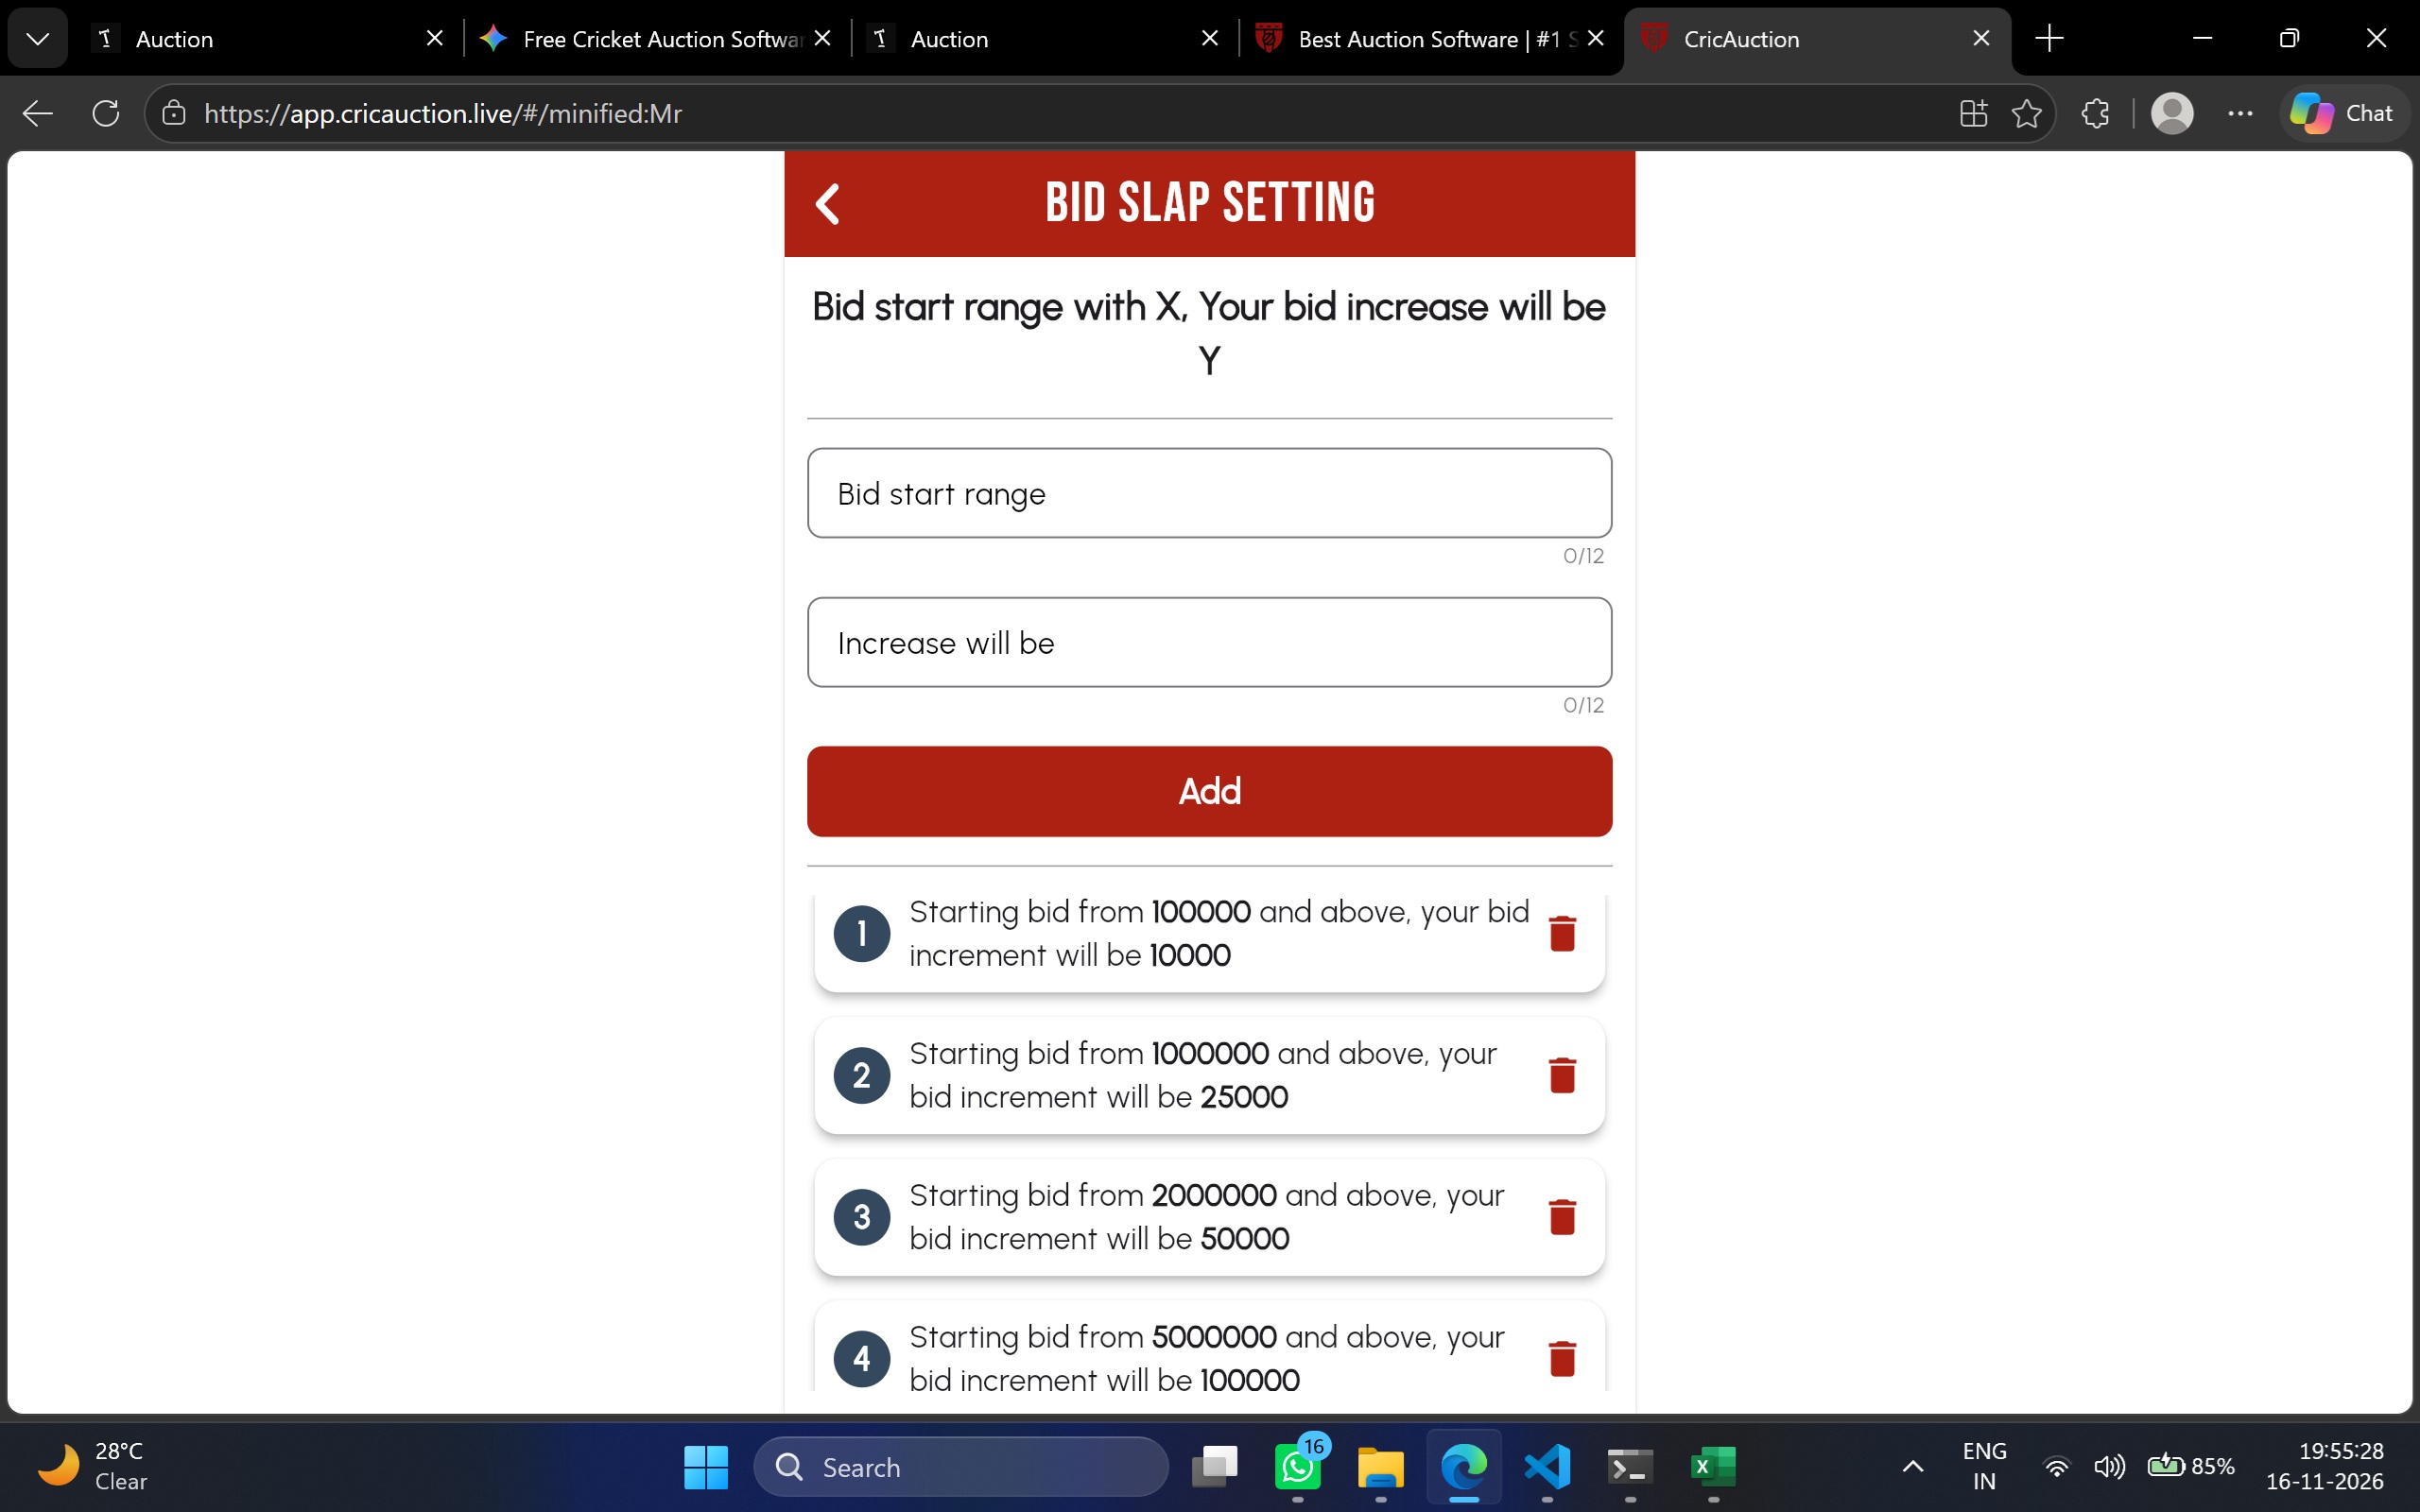 Auction
Free Cricket Auction Softwar
Auction
Best Auction Software | #1 S
CricAuction
https://app.cricauction.live/#/minified:Mr
Chat
BID SLAP SETTING
Bid start range with X, Your bid increase will be
Y
Bid start range
0/12
Increase will be
0/12
Add
1
Starting bid from 100000 and above, your bid
increment will be 10000
2
Starting bid from 1000000 and above, your
bid increment will be 25000
3
Starting bid from 2000000 and above, your
bid increment will be 50000
4
Starting bid from 5000000 and above, your
bid increment will be 100000
28°C
Clear
Search
16
ENG
IN
85%
19:55:28
16-11-2026